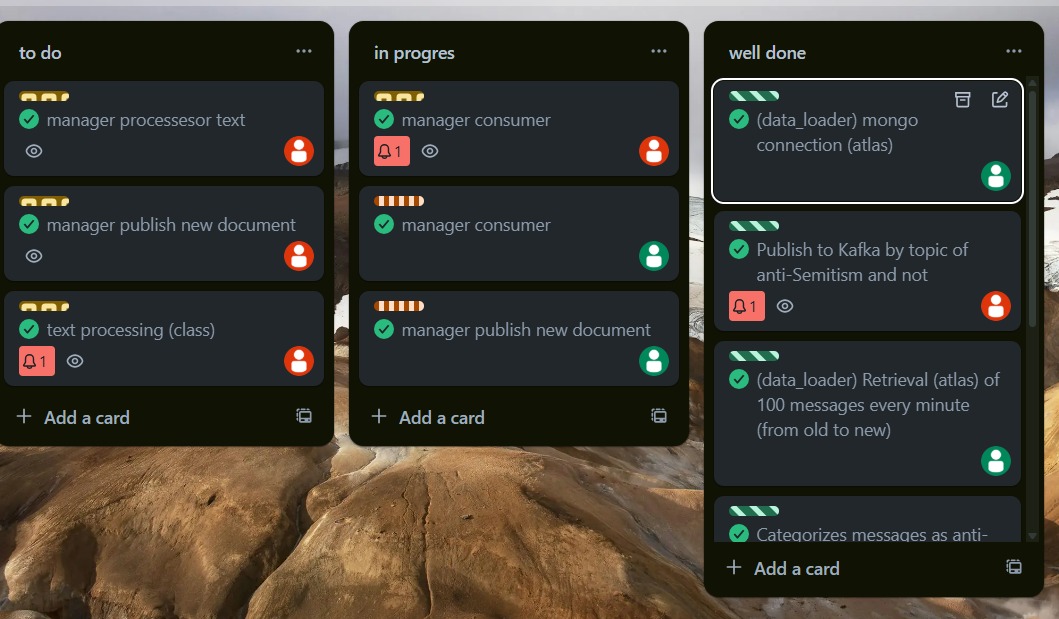 to do
manager processesor text
manager publish new document
text processing (class)
1
Add a card
in progres
manager consumer
1
manager consumer
manager publish new document
Add a card
well done
(data_loader) mongo
connection (atlas)
Publish to Kafka by topic of
anti-Semitism and not
1
(data_loader) Retrieval (atlas) of
100 messages every minute
(from old to new)
Categorizes messages as anti-
Add a card